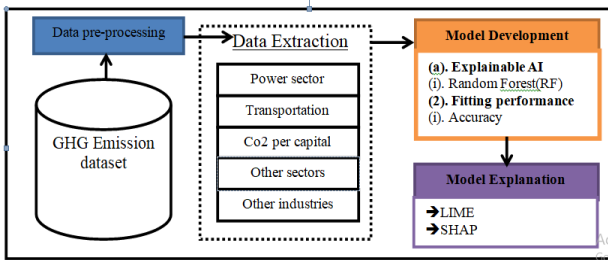 Data pre-processing
GHG Emission
dataset
Data Extraction
Power sector
Transportation
Co2 per capital
Other sectors
Other industries
Model Development
(a). Explainable AI
(i). Random Forest(RF)
(2). Fitting performance
(i). Accuracy
Model Explanation
➔LIME
➔SHAP